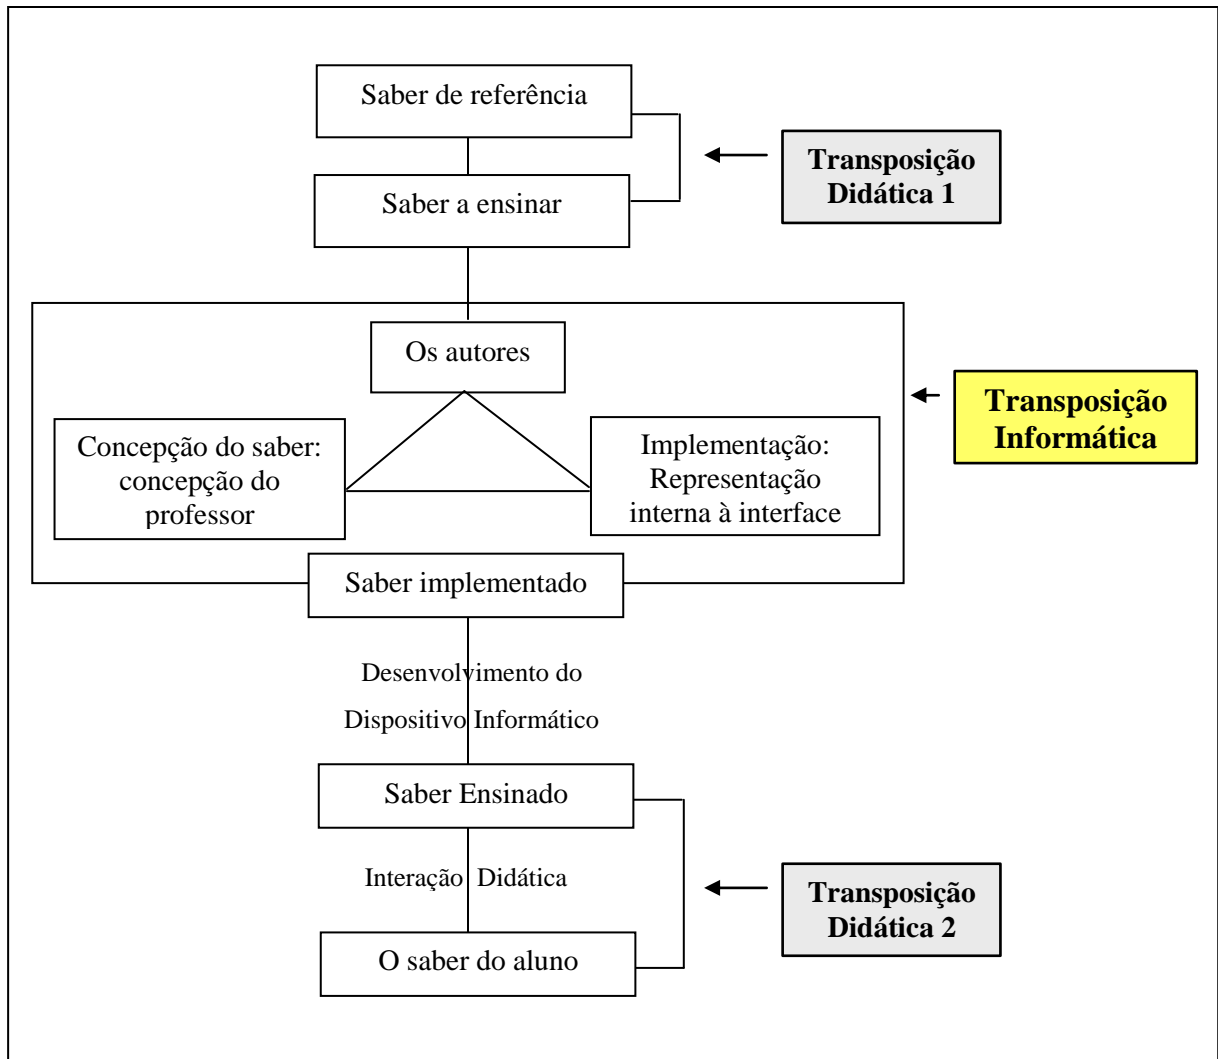 Saber de referência
Transposição
Didática 1
Saber a ensinar
Os autores
Transposição
Informática
Concepção do saber:
concepção do
professor
Implementação:
Representação
interna à interface
Saber implementado
Desenvolvimento do
Dispositivo Informático
Saber Ensinado
Interação Didática
Transposição
Didática 2
O saber do aluno